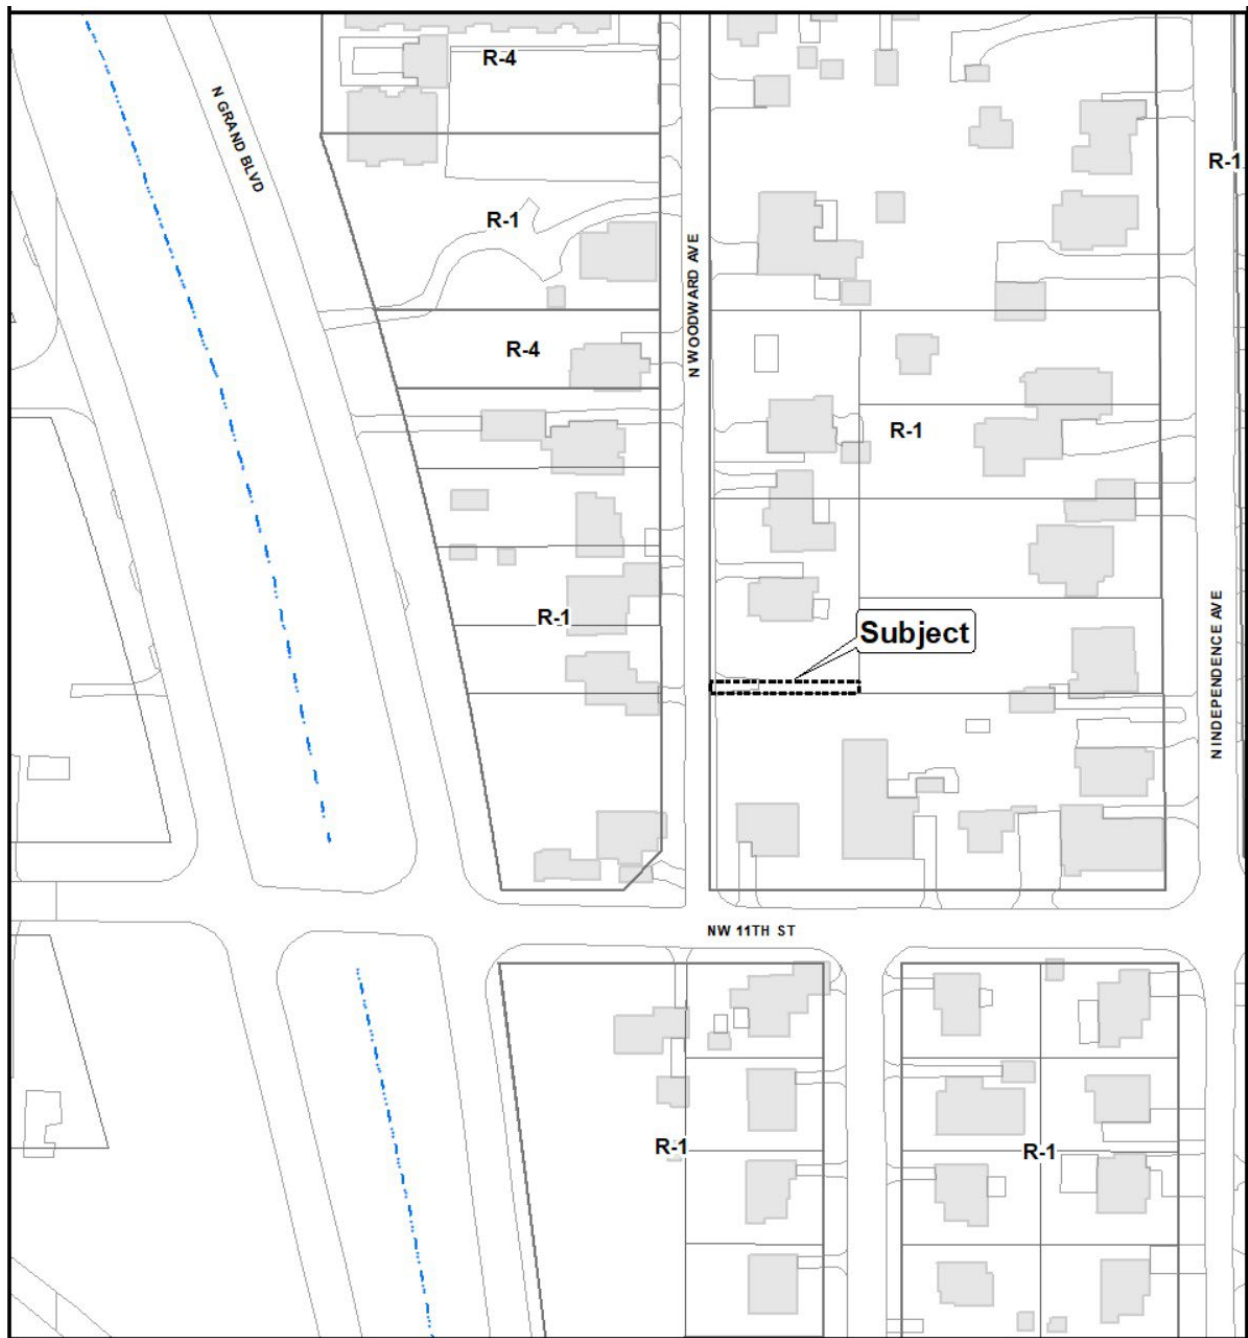 R-4
N GRAND BLVD
R-1
R-1
N WOODWARD AVE
R-4
R-1
R-1
Subject
N INDEPENDENCE AVE
NW 11TH ST
R-1
R-1